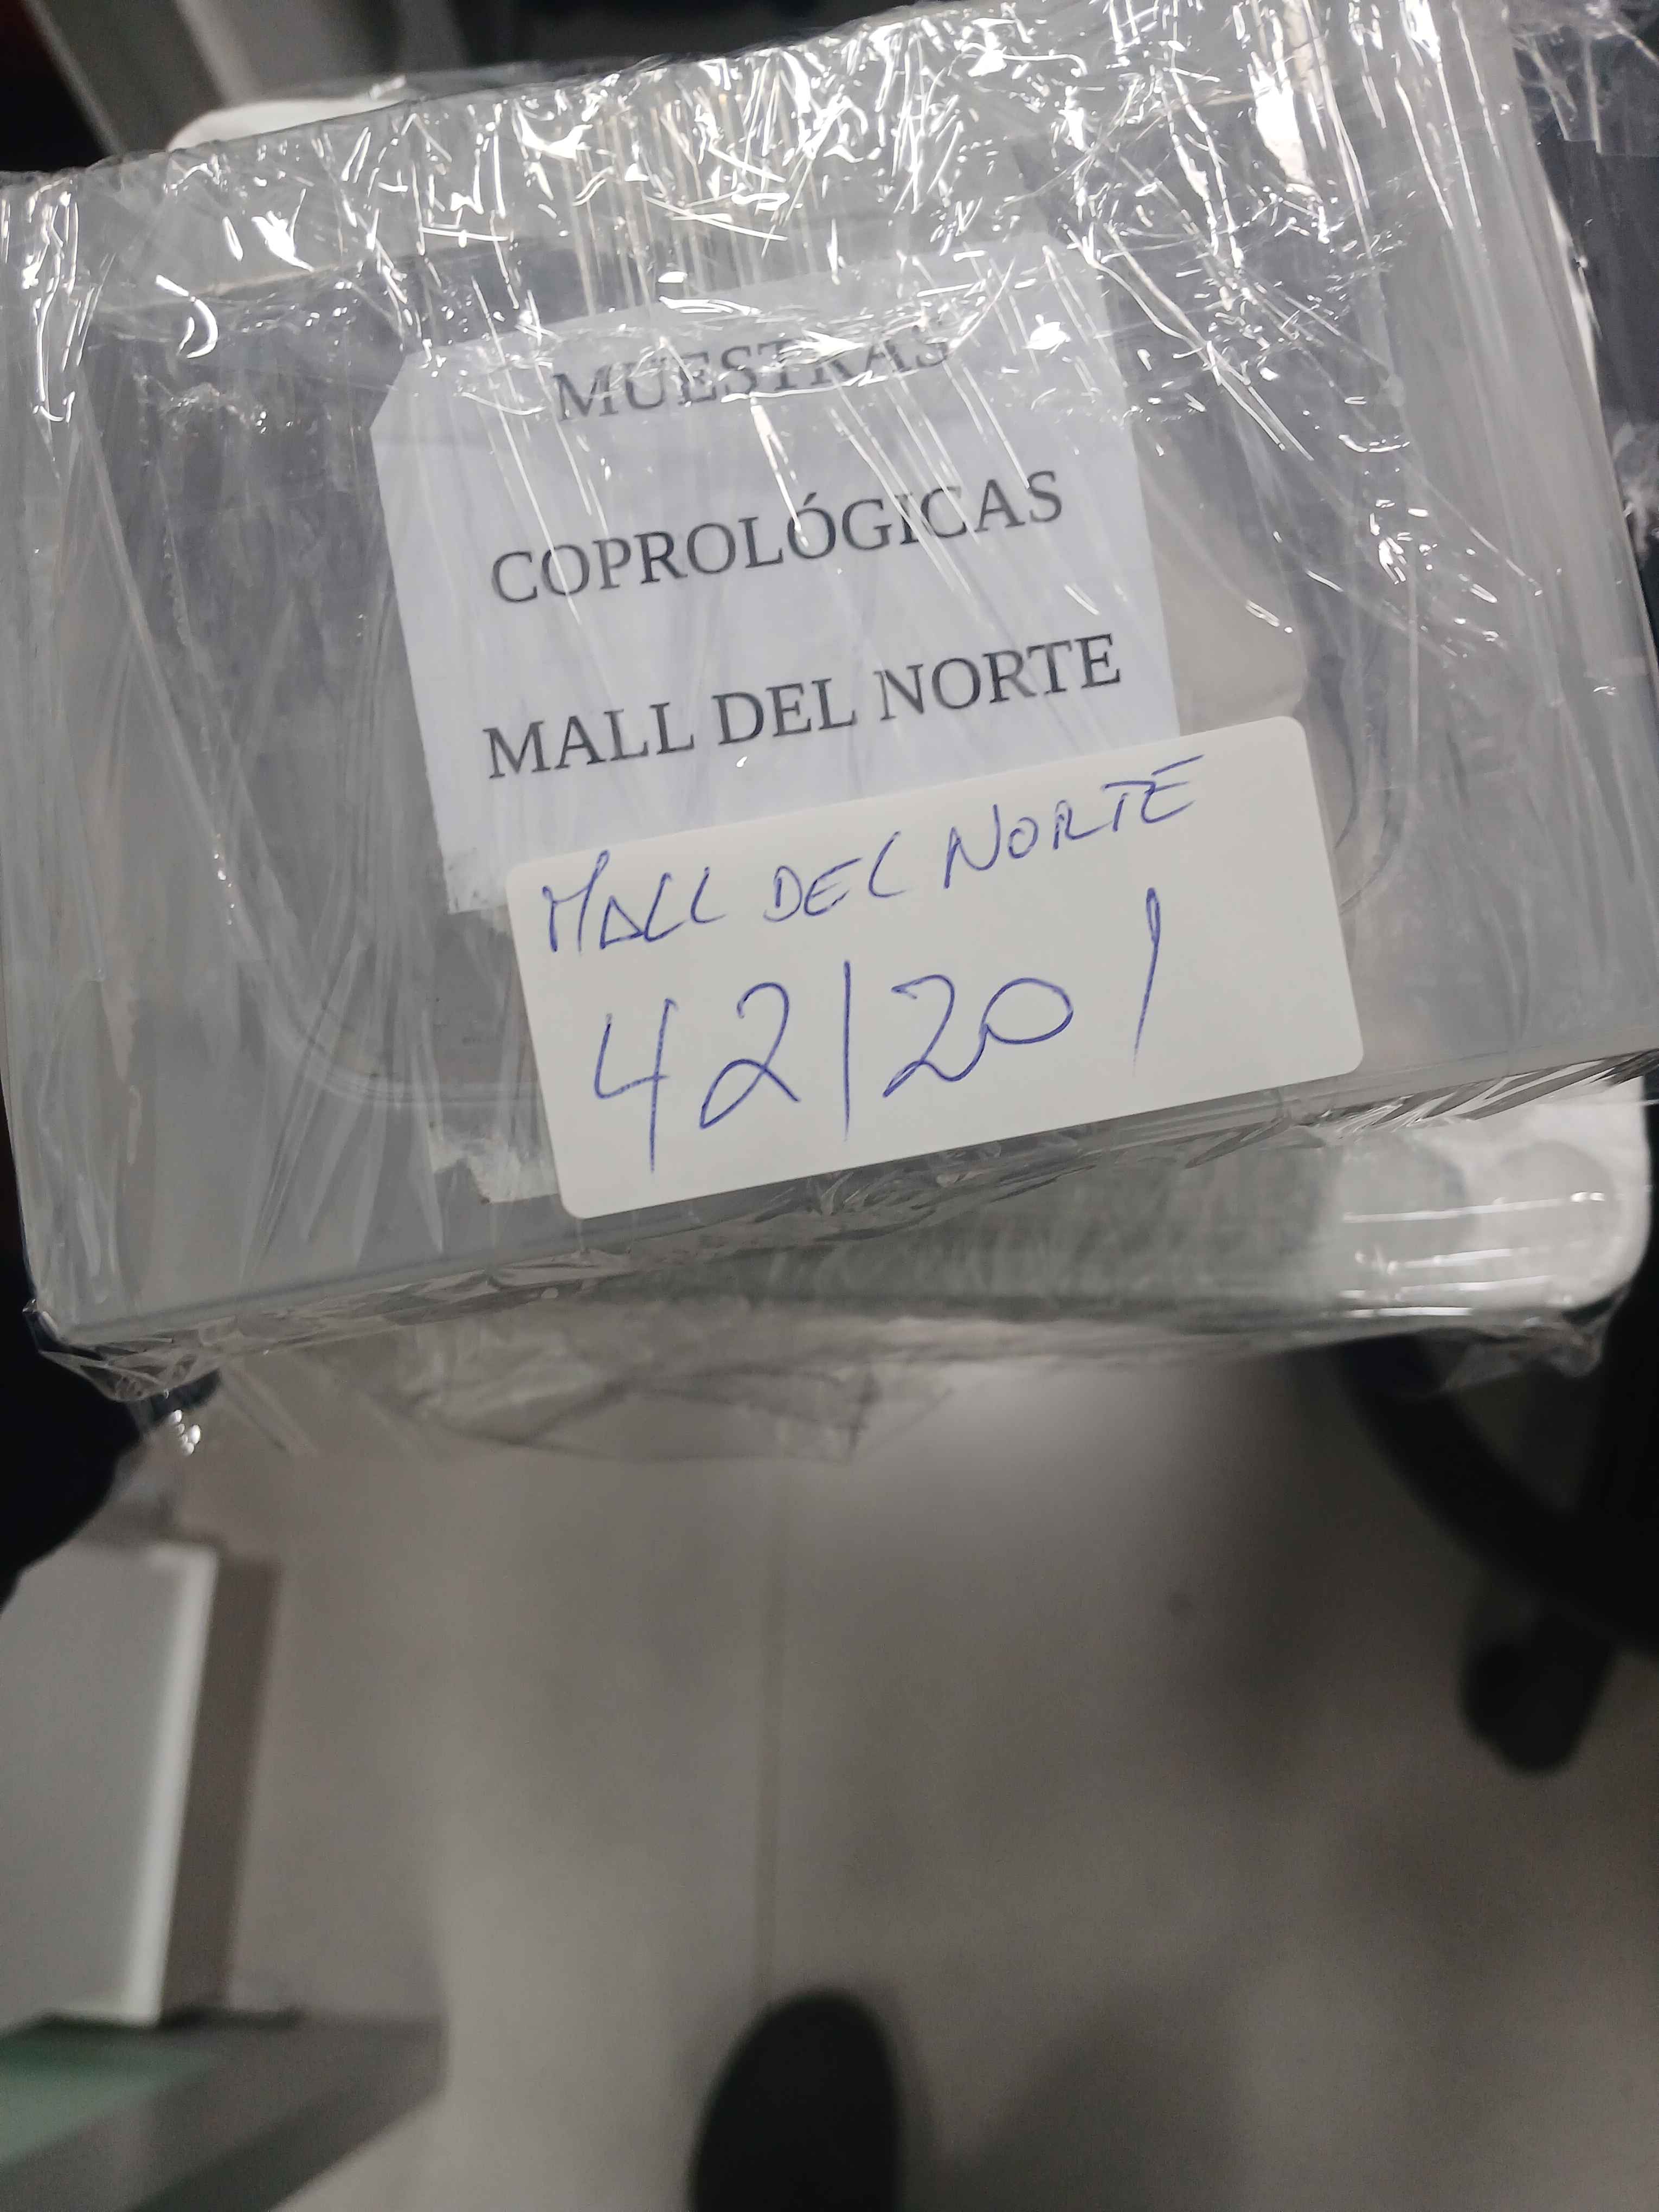 MUESTRAS
COPROLÓGICAS
MALL DEL NORTE
MALL DEL NORTE
42|20|